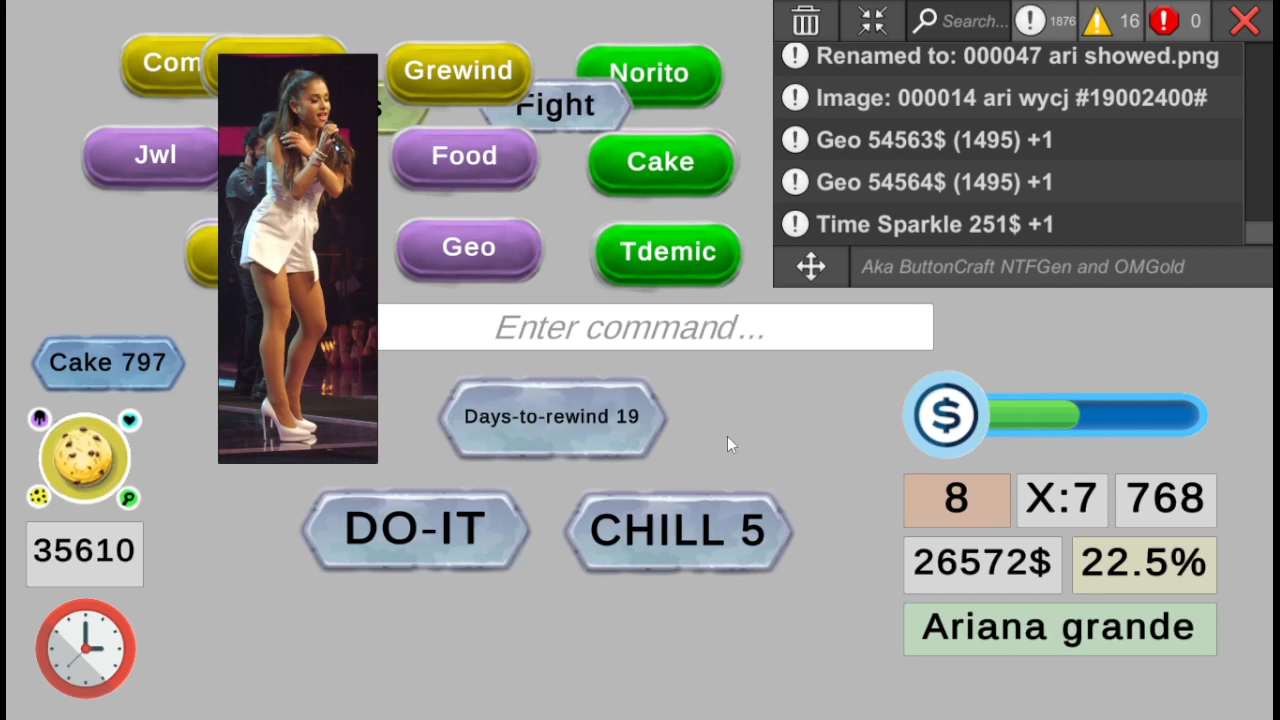 Com
Grewind
Norito
s
Fight
Jwl
Food
Cake
Geo
Tdemic
Search...
1876
16
0
Renamed to: 000047 ari showed.png
Image: 000014 ari wycj #19002400#
Geo 54563$ (1495) +1
Geo 54564$ (1495) +1
Time Sparkle 251$ +1
Aka ButtonCraft NTFGen and OMGold
Enter command...
Cake 797
Days-to-rewind 19
$
35610
DO-IT
CHILL 5
8
X:7
768
26572$
22.5%
Ariana grande